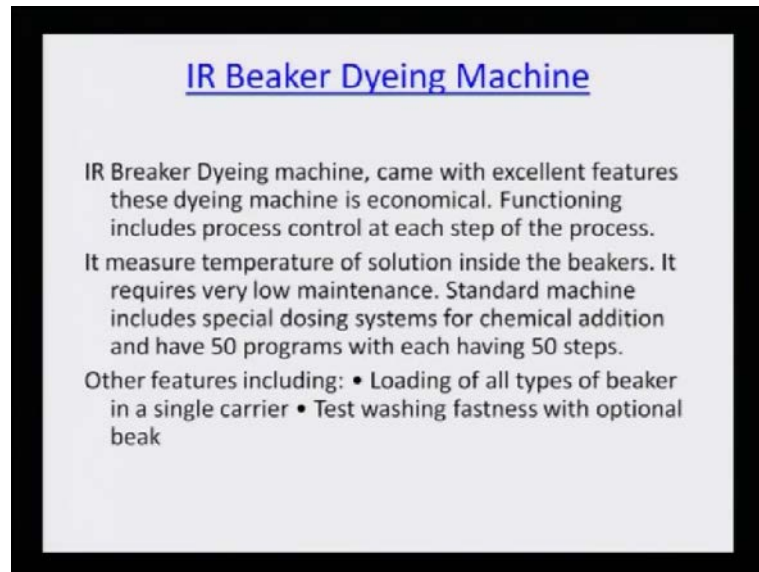 IR Beaker Dyeing Machine
IR Breaker Dyeing machine, came with excellent features
these dyeing machine is economical. Functioning
includes process control at each step of the process.
It measure temperature of solution inside the beakers. It
requires very low maintenance. Standard machine
includes special dosing systems for chemical addition
and have 50 programs with each having 50 steps.
Other features including: • Loading of all types of beaker
in a single carrier • Test washing fastness with optional
beak